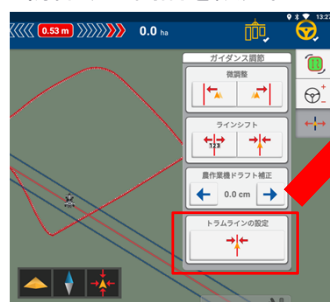 0.53 m
0.0 ha
13:27
ガイダンス調節
微調整
ラインシフト
123
農作業機ドラフト補正
0.0 cm
トラムラインの設定